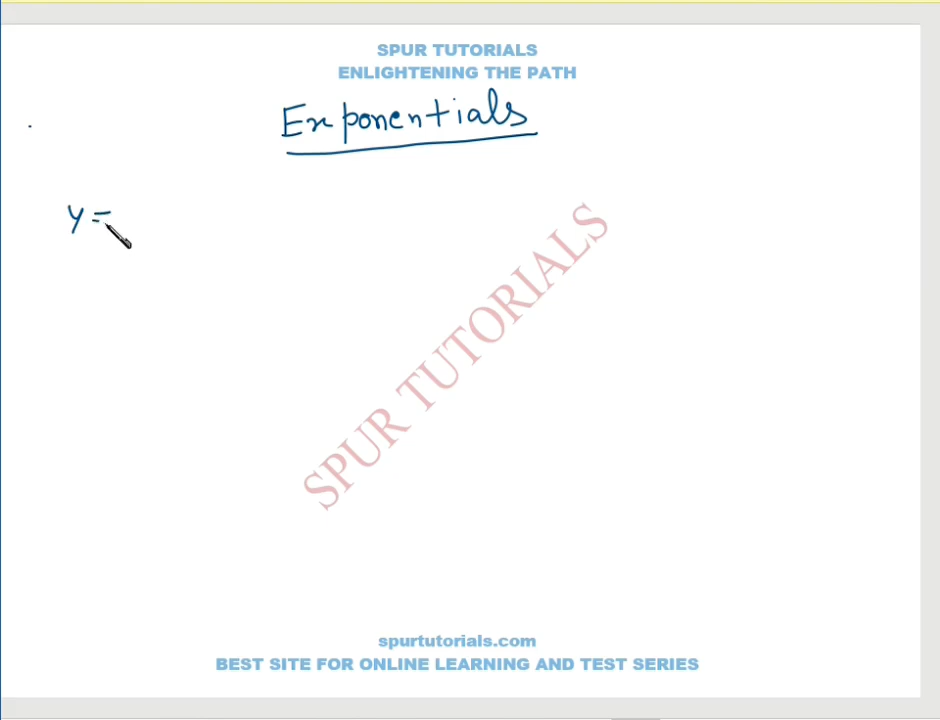 SPUR TUTORIALS
ENLIGHTENING THE PATH
Exponentials
y =
SPUR TUTORIALS
spurtutorials.com
BEST SITE FOR ONLINE LEARNING AND TEST SERIES